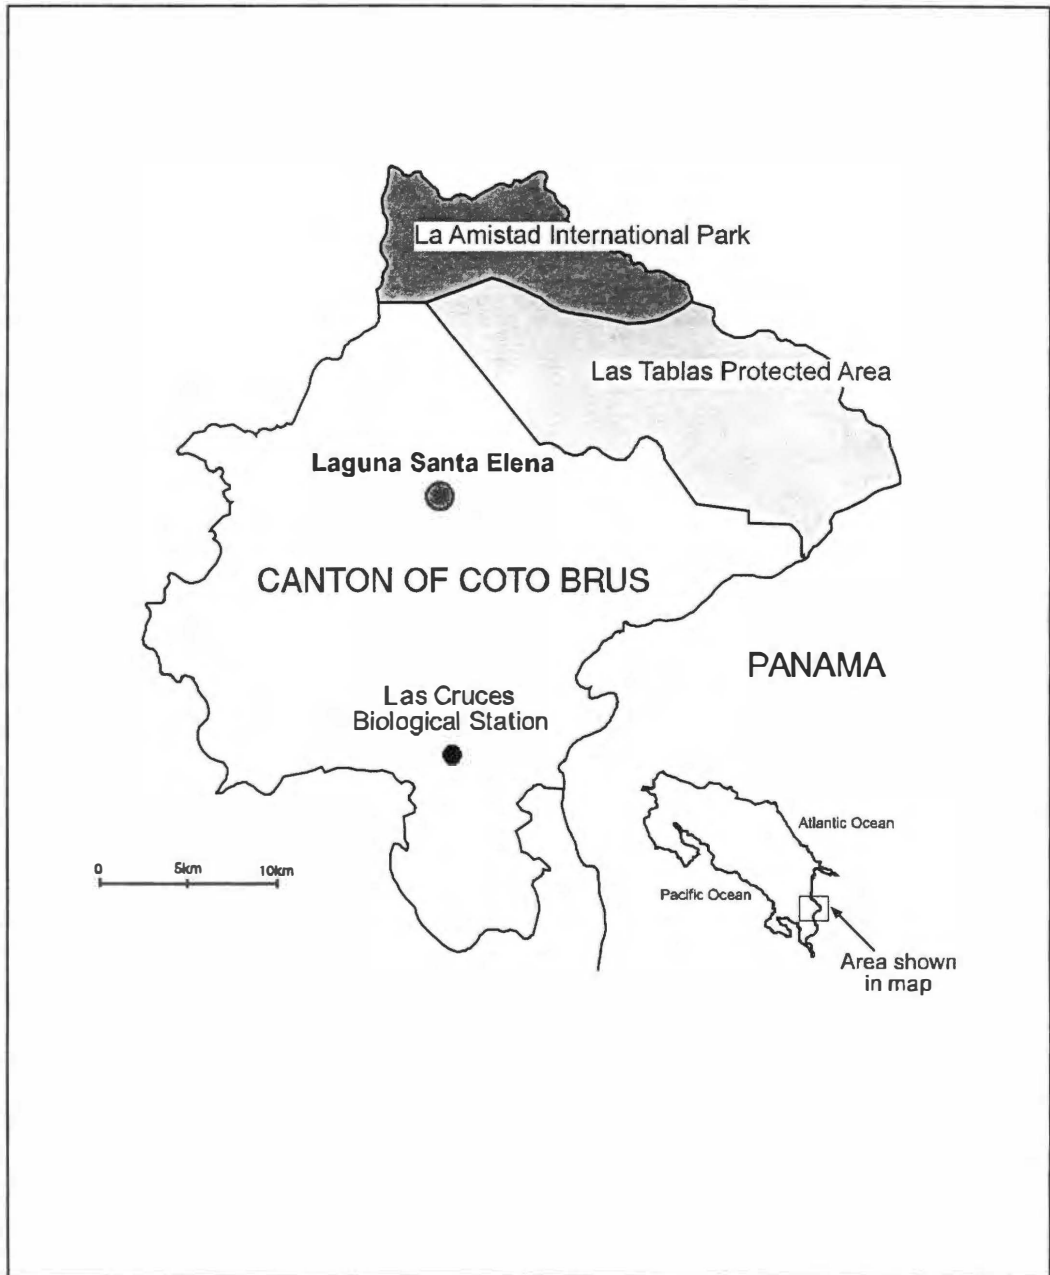 La Amistad International Park
Las Tablas Protected Area
Laguna Santa Elena
CANTON OF COTO BRUS
PANAMA
Las Cruces
Biological Station
0 5km 10km
Atlantic Ocean
Pacific Ocean
Area shown
in map